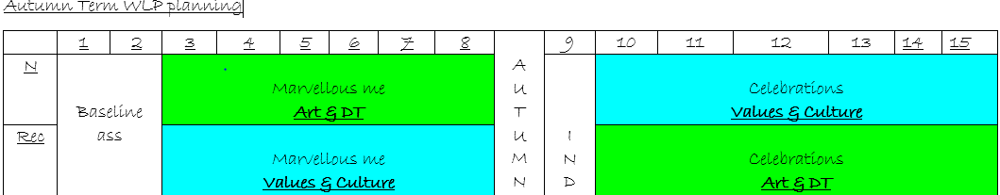 Autumn Term WLP planning
1 2 3 4 5 6 7 8 9 10 11 12 13 14 15
N
Baseline
ass
Marvellous me
Art & DT
A
U
T
U
M
N
I
N
D
Celebrations
Values & Culture
Rec
Marvellous me
Values & Culture
Celebrations
Art & DT